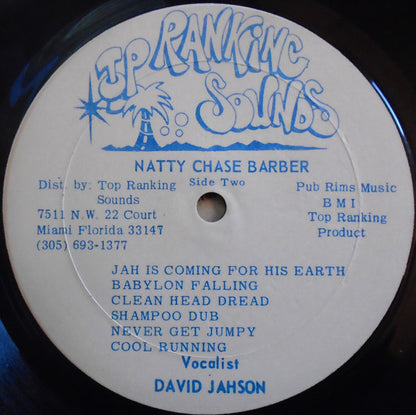 TOP RANKING
SOUNDS
NATTY CHASE BARBER
Side Two
Dist. by: Top Ranking
Sounds
7511 N.W. 22 Court
Miami Florida 33147
(305) 693-1377
Pub Rims Music
BMI
Top Ranking
Product
JAH IS COMING FOR HIS EARTH
BABYLON FALLING
CLEAN HEAD DREAD
SHAMPOO DUB
NEVER GET JUMPY
COOL RUNNING
Vocalist
DAVID JAHSON